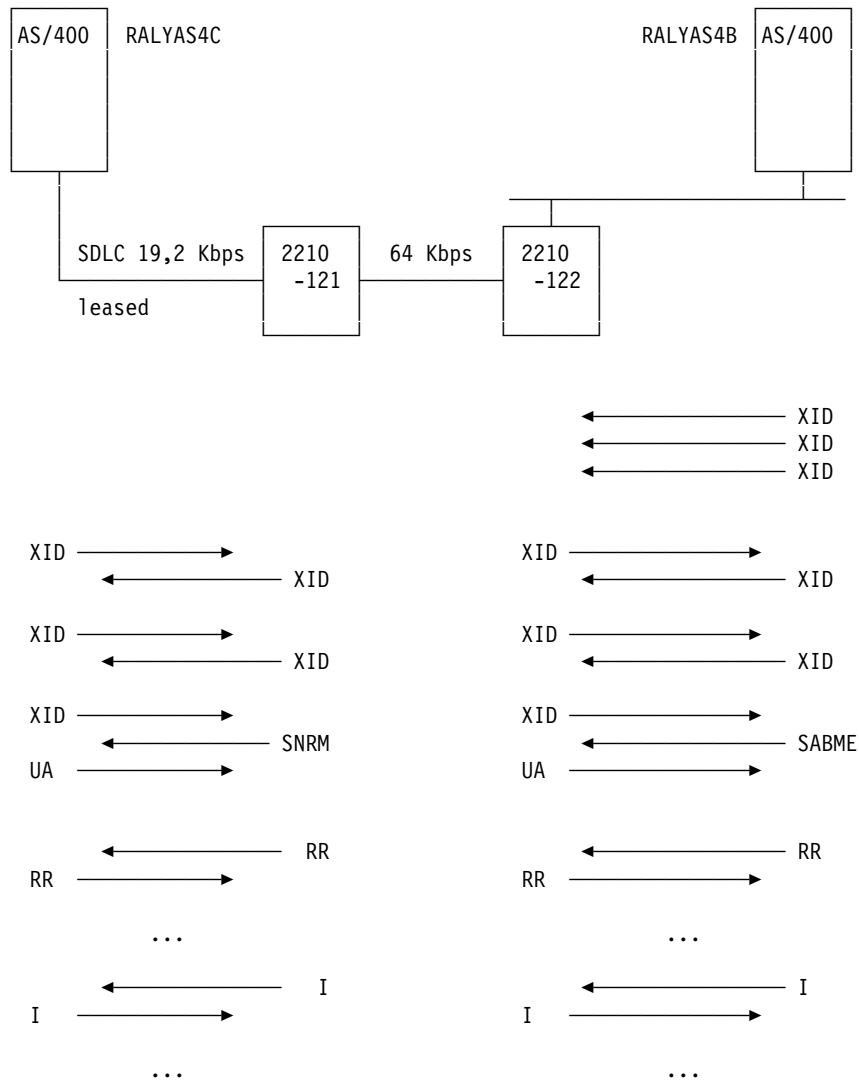 AS/400 RALYAS4C RALYAS4B AS/400
SDLC 19,2 Kbps 2210 64 Kbps 2210
-121 -122
leased
XID
XID
XID
XID XID
XID XID
XID XID
XID XID
XID XID
SNRM SABME
UA UA
RR RR
RR RR
... ...
I I
I I
... ...